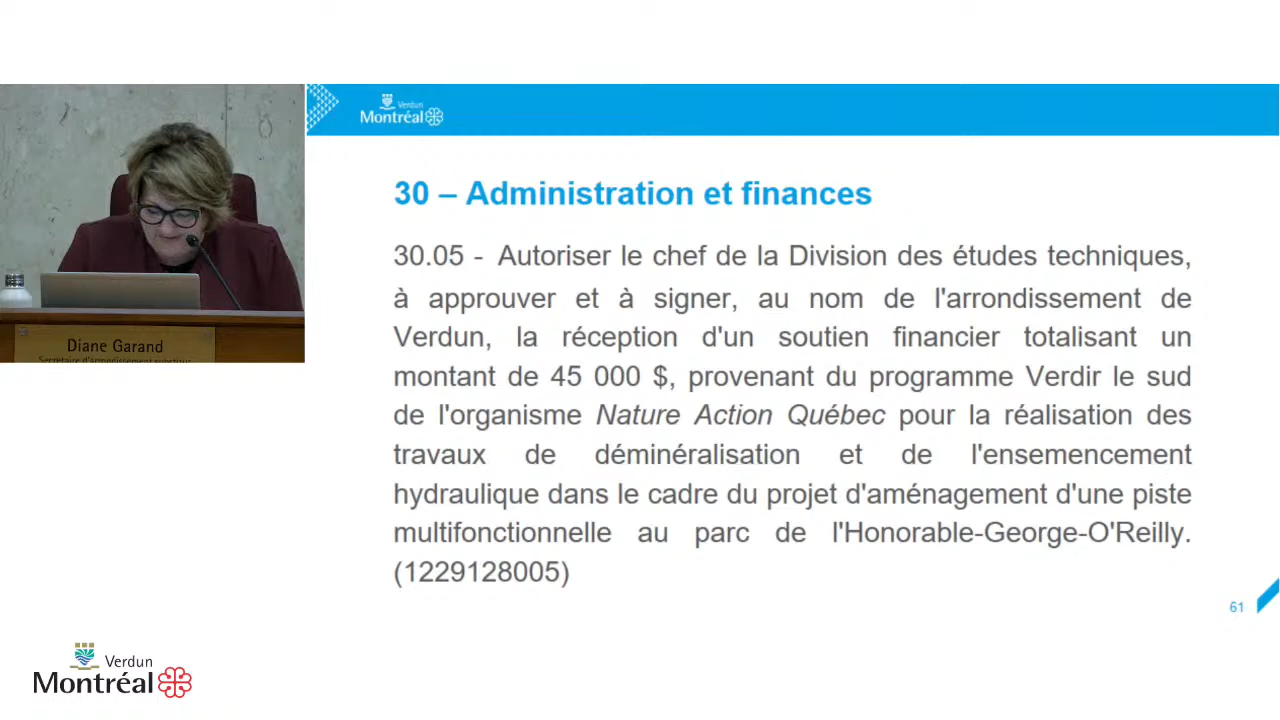 Verdun
Montréal
30 – Administration et finances
30.05 - Autoriser le chef de la Division des études techniques,
à approuver et à signer, au nom de l'arrondissement de
Verdun, la réception d'un soutien financier totalisant un
montant de 45 000 $, provenant du programme Verdir le sud
de l'organisme Nature Action Québec pour la réalisation des
travaux de déminéralisation et de l'ensemencement
hydraulique dans le cadre du projet d'aménagement d'une piste
multifonctionnelle au parc de l'Honorable-George-O'Reilly.
(1229128005)
61
Diane Garand
Secrétaire d'arrondissement substitut
Verdun
Montréal